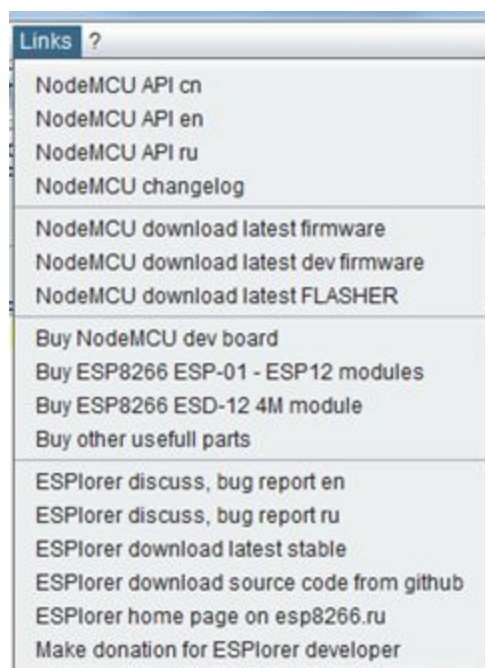 Links ?
NodeMCU API cn
NodeMCU API en
NodeMCU API ru
NodeMCU changelog
NodeMCU download latest firmware
NodeMCU download latest dev firmware
NodeMCU download latest FLASHER
Buy NodeMCU dev board
Buy ESP8266 ESP-01 - ESP12 modules
Buy ESP8266 ESD-12 4M module
Buy other usefull parts
ESPlorer discuss, bug report en
ESPlorer discuss, bug report ru
ESPlorer download latest stable
ESPlorer download source code from github
ESPlorer home page on esp8266.ru
Make donation for ESPlorer developer